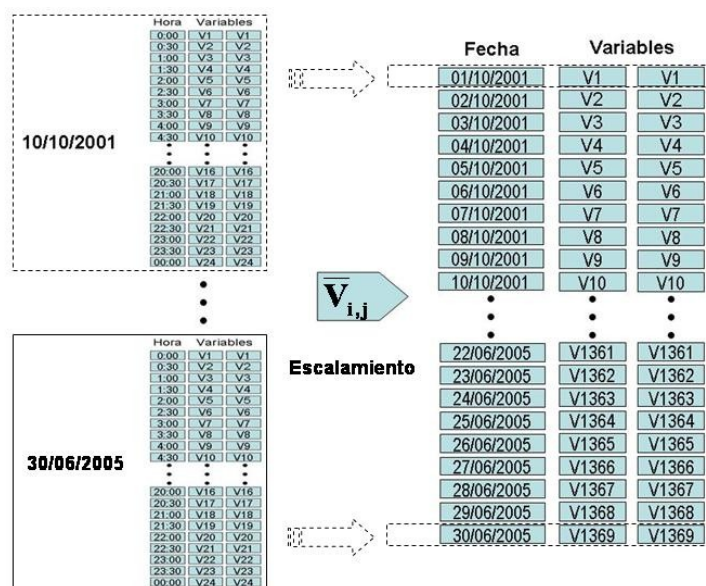 Hora Variables
0:00 V1 V1
0:30 V2 V2
1:00 V3 V3
1:30 V4 V4
2:00 V5 V5
2:30 V6 V6
3:00 V7 V7
3:30 V8 V8
4:00 V9 V9
4:30 V10 V10
10/10/2001
20:00 V16 V16
20:30 V17 V17
21:00 V18 V18
21:30 V19 V19
22:00 V20 V20
22:30 V21 V21
23:00 V22 V22
23:30 V23 V23
00:00 V24 V24
Hora Variables
0:00 V1 V1
0:30 V2 V2
1:00 V3 V3
1:30 V4 V4
2:00 V5 V5
2:30 V6 V6
3:00 V7 V7
3:30 V8 V8
4:00 V9 V9
4:30 V10 V10
30/06/2005
20:00 V16 V16
20:30 V17 V17
21:00 V18 V18
21:30 V19 V19
22:00 V20 V20
22:30 V21 V21
23:00 V22 V22
23:30 V23 V23
00:00 V24 V24
V̅i,j
Escalamiento
Fecha Variables
01/10/2001 V1 V1
02/10/2001 V2 V2
03/10/2001 V3 V3
04/10/2001 V4 V4
05/10/2001 V5 V5
06/10/2001 V6 V6
07/10/2001 V7 V7
08/10/2001 V8 V8
09/10/2001 V9 V9
10/10/2001 V10 V10
22/06/2005 V1361 V1361
23/06/2005 V1362 V1362
24/06/2005 V1363 V1363
25/06/2005 V1364 V1364
26/06/2005 V1365 V1365
27/06/2005 V1366 V1366
28/06/2005 V1367 V1367
29/06/2005 V1368 V1368
30/06/2005 V1369 V1369